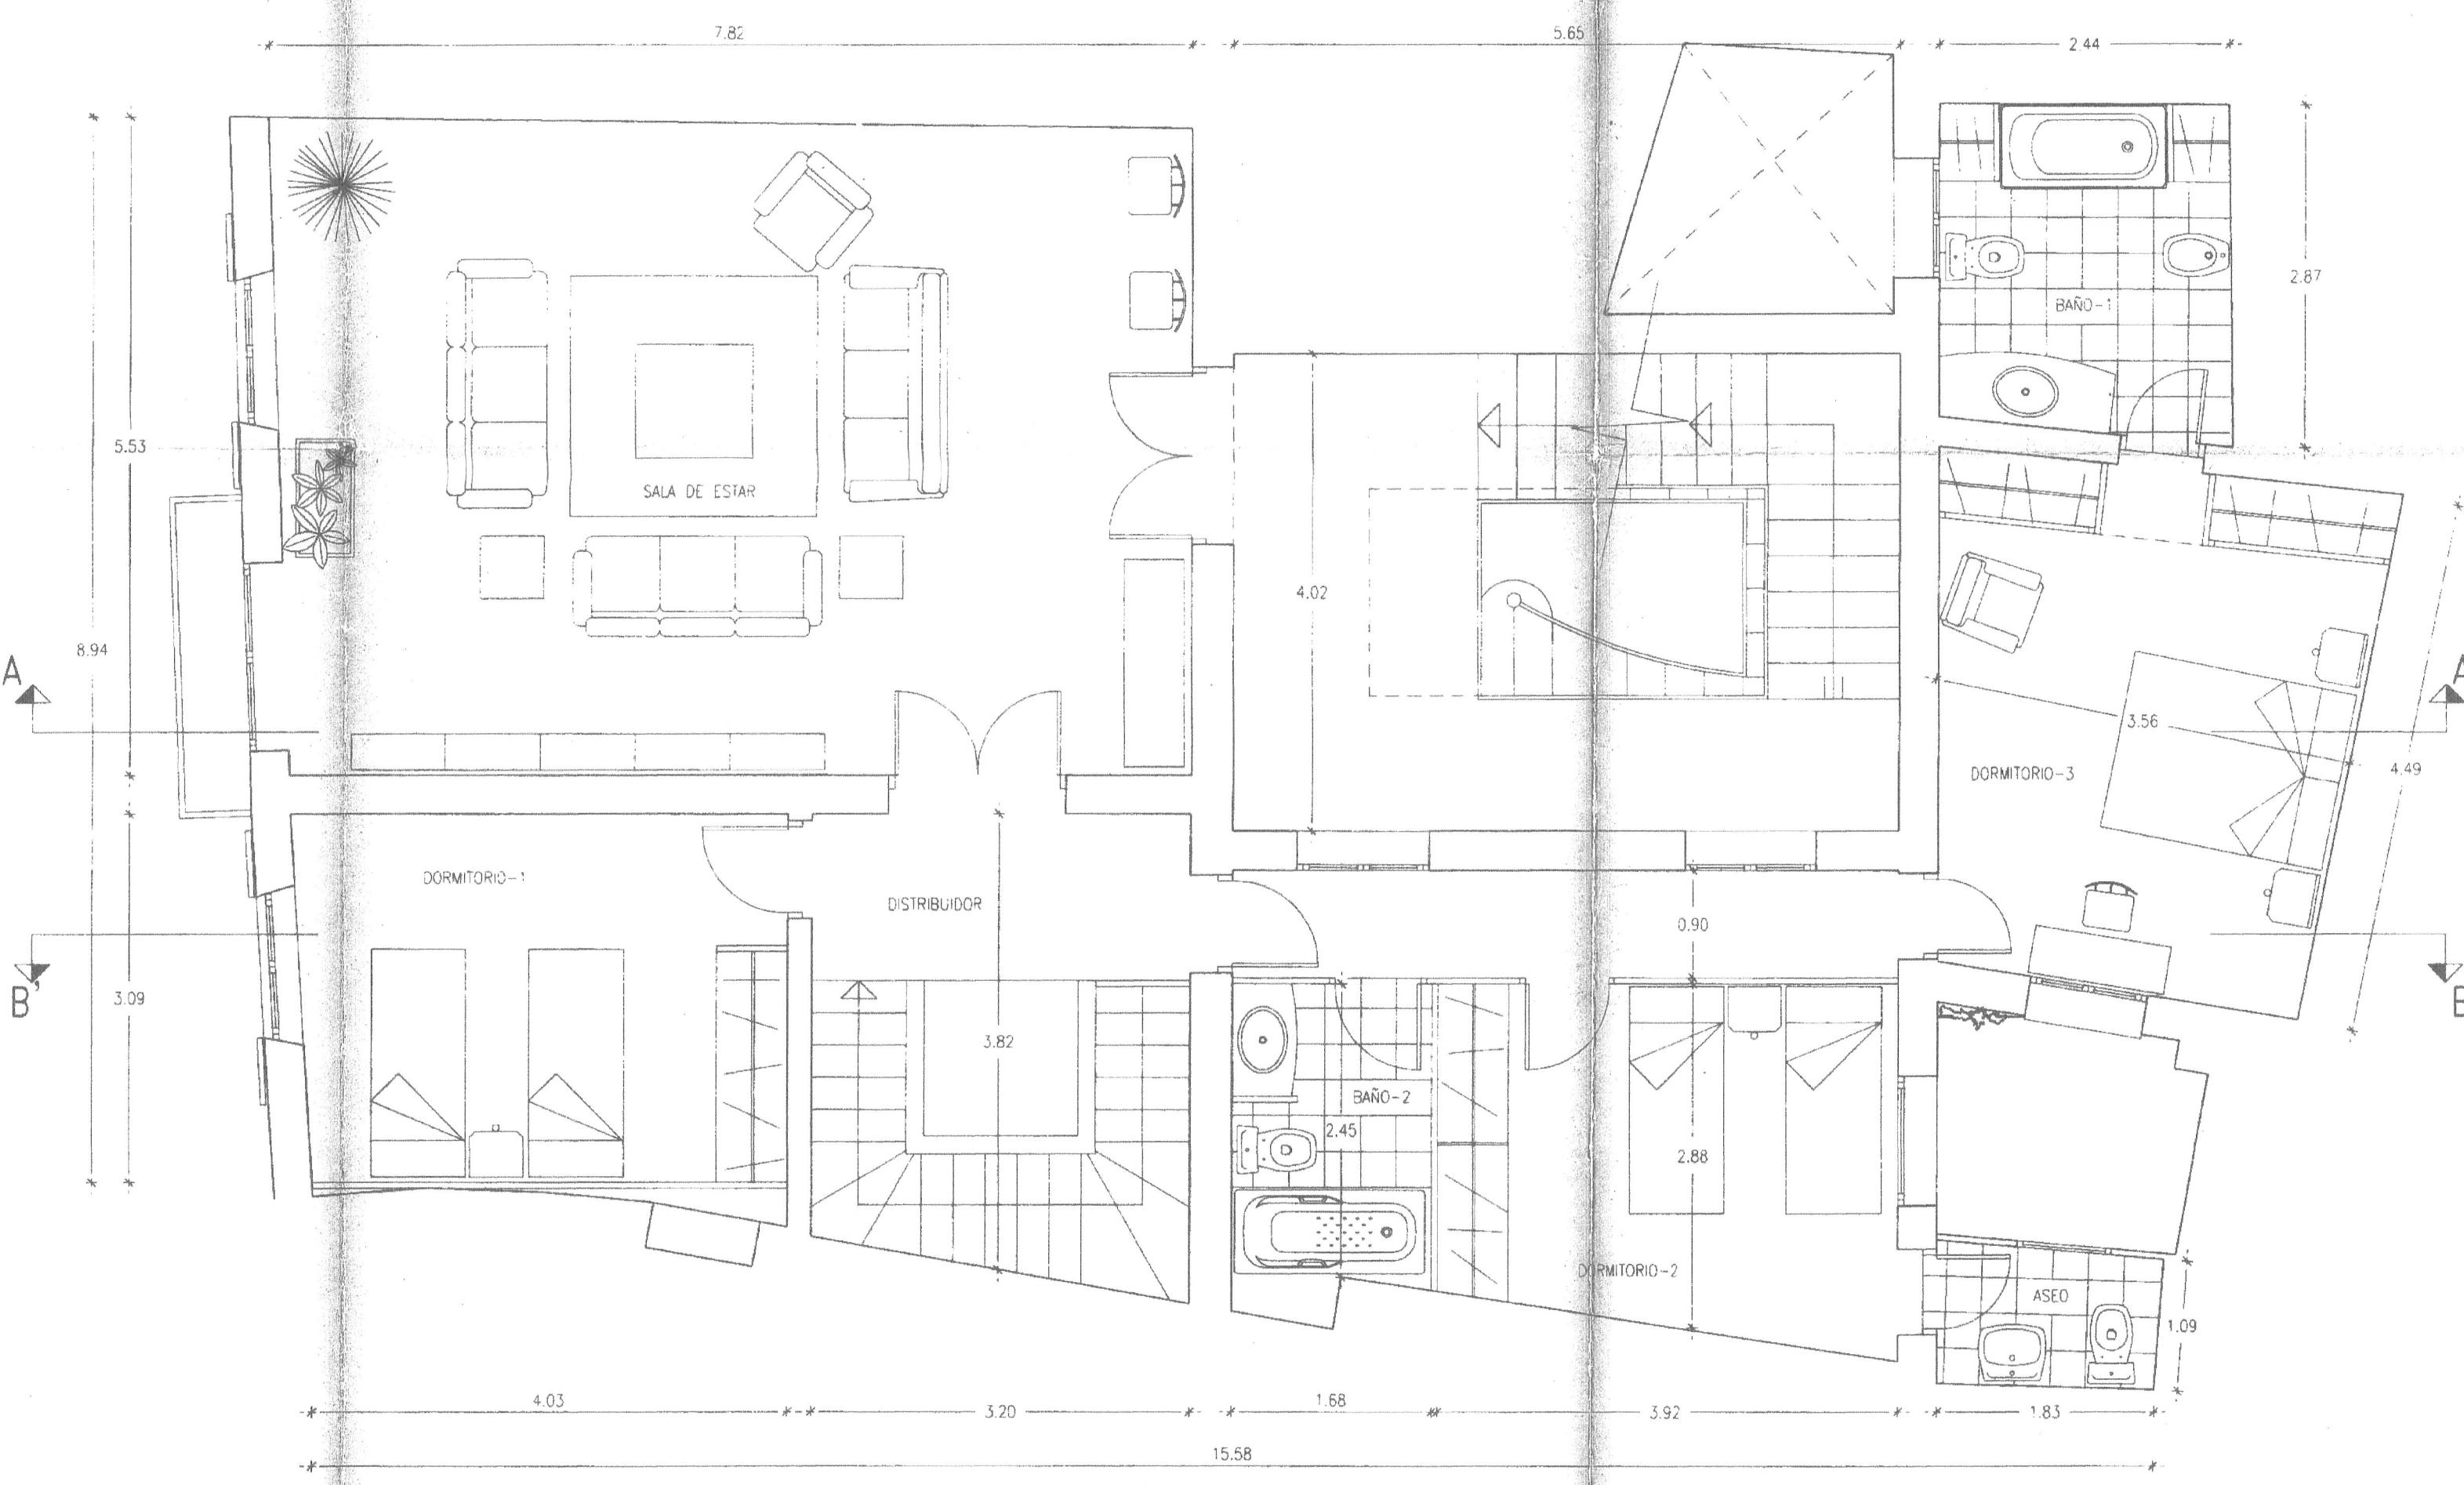 7.82
5.65
2.44
BAÑO-1
2.87
5.53
SALA DE ESTAR
4.02
8.94
A
A
3.56
DORMITORIO-3
4.49
DORMITORIO-1
DISTRIBUIDOR
0.90
B'
3.09
3.82
BAÑO-2
2.45
2.88
DORMITORIO-2
ASEO
1.09
4.03
3.20
1.68
3.92
1.83
15.58